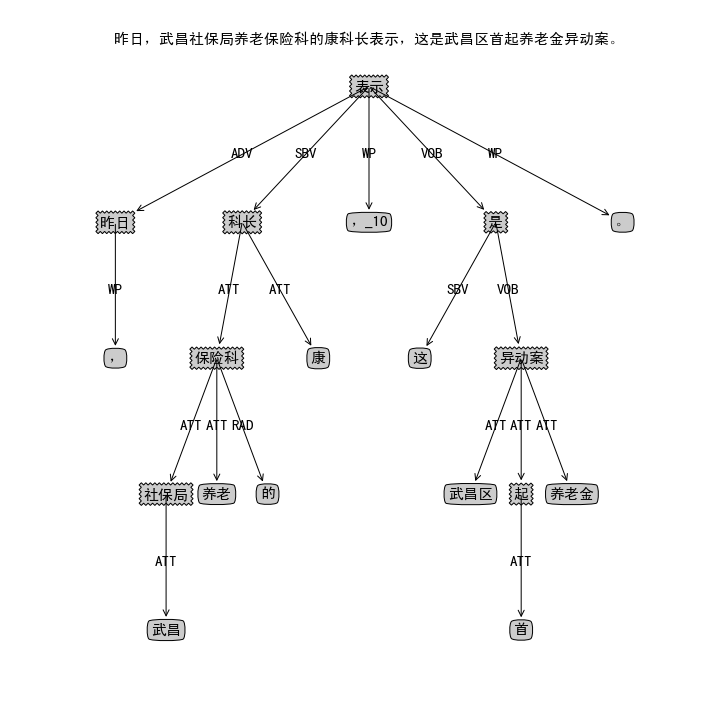 昨日，武昌社保局养老保险科的康科长表示，这是武昌区首起养老金异动案。
表示
ADV SBV WP VOB WP
昨日 科长 ，_10 是 。
WP ATT ATT SBV VOB
， 保险科 康 这 异动案
ATT ATT RAD ATT ATT ATT
社保局 养老 的 武昌区 起 养老金
ATT ATT
武昌 首